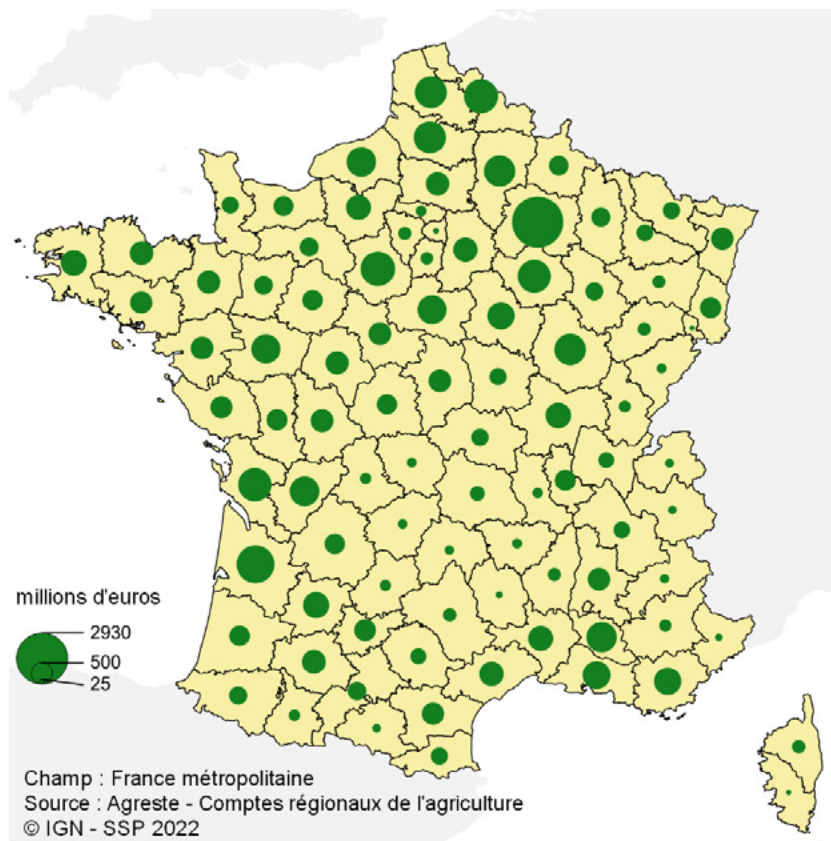 millions d'euros
2930
500
25
Champ : France métropolitaine
Source : Agreste - Comptes régionaux de l'agriculture
© IGN - SSP 2022